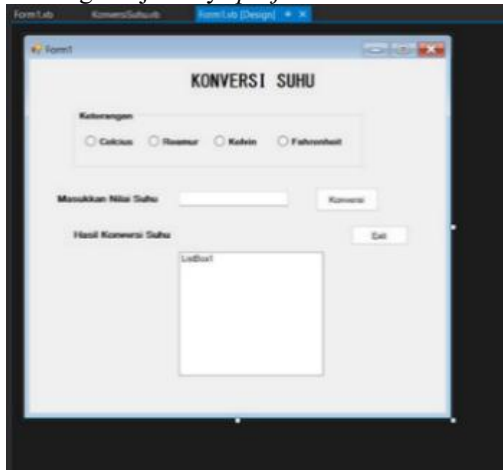 Form1.vb KonversiSuhu.vb Form1.vb [Design]
Form1
KONVERSI SUHU
Keterangan
Celcius Reamur Kelvin Fahrenheit
Masukkan Nilai Suhu Konversi
Hasil Konversi Suhu Exit
ListBox1